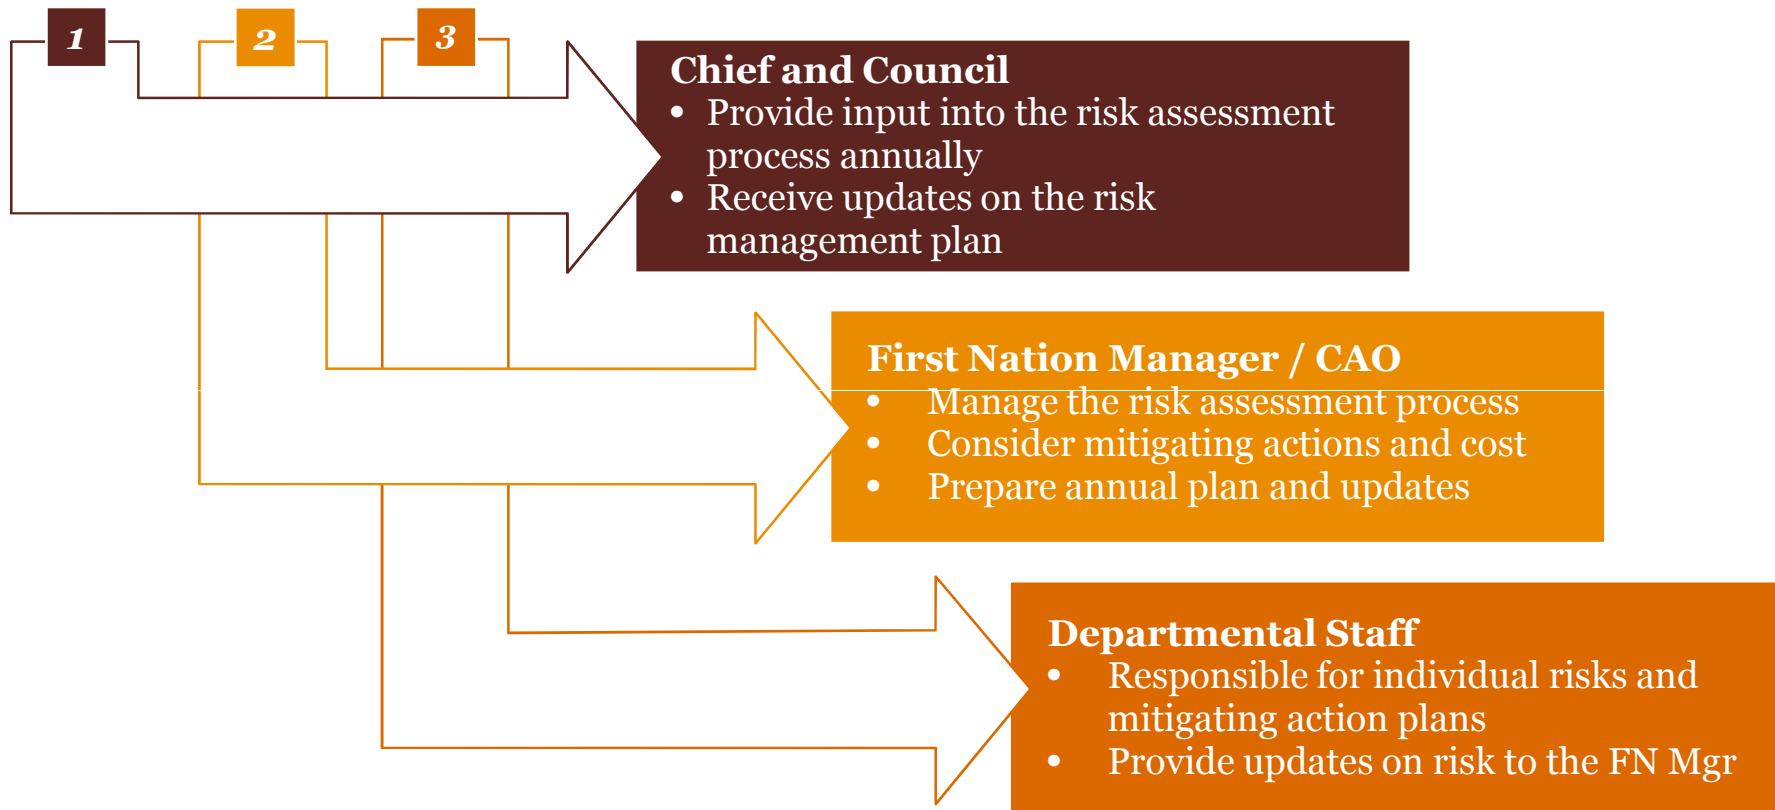 1
2
3
Chief and Council
• Provide input into the risk assessment
process annually
• Receive updates on the risk
management plan
First Nation Manager / CAO
• Manage the risk assessment process
• Consider mitigating actions and cost
• Prepare annual plan and updates
Departmental Staff
• Responsible for individual risks and
mitigating action plans
• Provide updates on risk to the FN Mgr